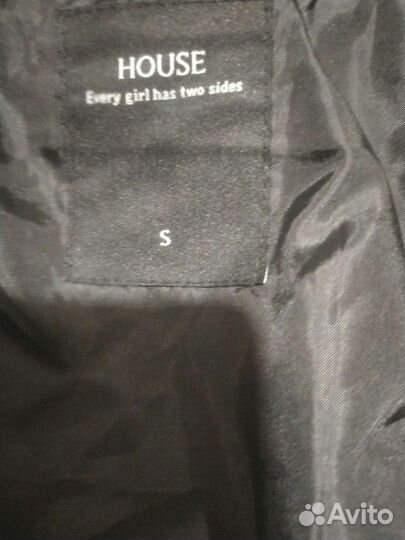 HOUSE
Every girl has two sides
S
Avito